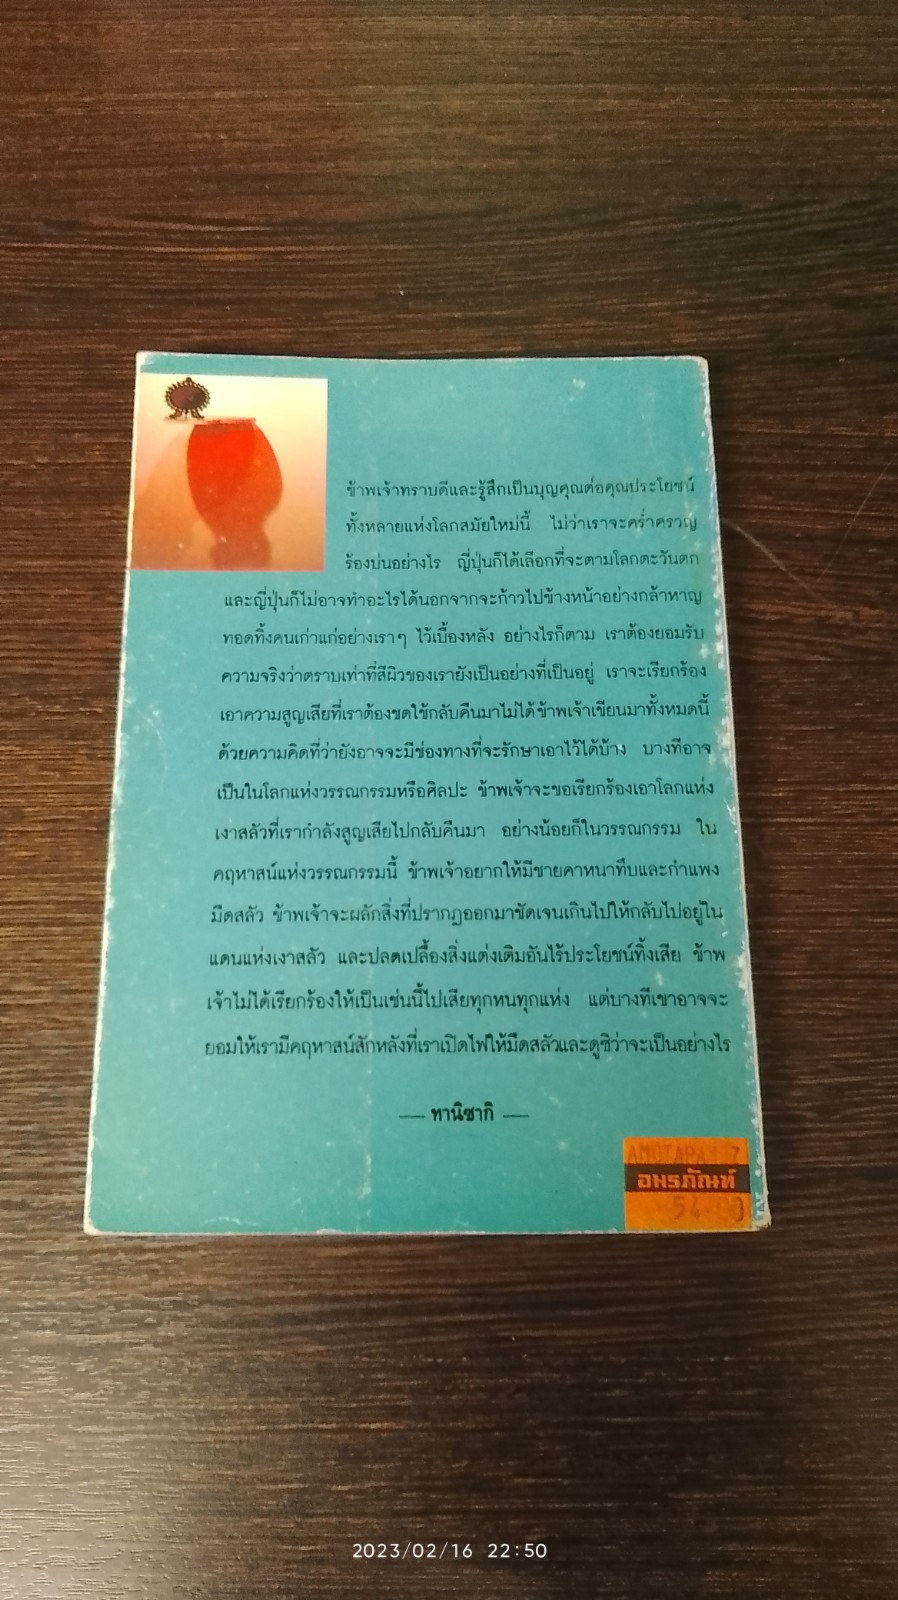 ข้าพเจ้าทราบดีและรู้สึกเป็นบุญคุณต่อคุณประโยชน์
ทั้งหลายแห่งโลกสมัยใหม่นี้ ไม่ว่าเราจะคร่ำครวญ
ร้องบ่นอย่างไร ญี่ปุ่นก็ได้เลือกที่จะตามโลกตะวันตก
และญี่ปุ่นก็ไม่อาจทำอะไรได้นอกจากจะก้าวไปข้างหน้าอย่างกล้าหาญ
ทอดทิ้งคนเก่าแก่อย่างเราๆ ไว้เบื้องหลัง อย่างไรก็ตาม เราต้องยอมรับ
ความจริงว่าตราบเท่าที่สีผิวของเรายังเป็นอย่างที่เป็นอยู่ เราจะเรียกร้อง
เอาความสูญเสียที่เราต้องชดใช้กลับคืนมาไม่ได้ข้าพเจ้าเขียนมาทั้งหมดนี้
ด้วยความคิดที่ว่ายังอาจจะมีช่องทางที่จะรักษาเอาไว้ได้บ้าง บางทีอาจ
เป็นในโลกแห่งวรรณกรรมหรือศิลปะ ข้าพเจ้าจะขอเรียกร้องเอาโลกแห่ง
เงาสลัวที่เรากำลังสูญเสียไปกลับคืนมา อย่างน้อยก็ในวรรณกรรม ใน
คฤหาสน์แห่งวรรณกรรมนี้ ข้าพเจ้าอยากให้มีชายคาหนาทึบและกำแพง
มืดสลัว ข้าพเจ้าจะผลักสิ่งที่ปรากฏออกมาชัดเจนเกินไปให้กลับไปอยู่ใน
แดนแห่งเงาสลัว และปลดเปลื้องสิ่งแต่งเติมอันไร้ประโยชน์ทิ้งเสีย ข้าพ
เจ้าไม่ได้เรียกร้องให้เป็นเช่นนี้ไปเสียทุกหนทุกแห่ง แต่บางทีเขาอาจจะ
ยอมให้เรามีคฤหาสน์สักหลังที่เราเปิดไฟให้มืดสลัวและดูซิว่าจะเป็นอย่างไร
— ทานิซากิ —
อมรภัณฑ์
2023/02/16 22:50